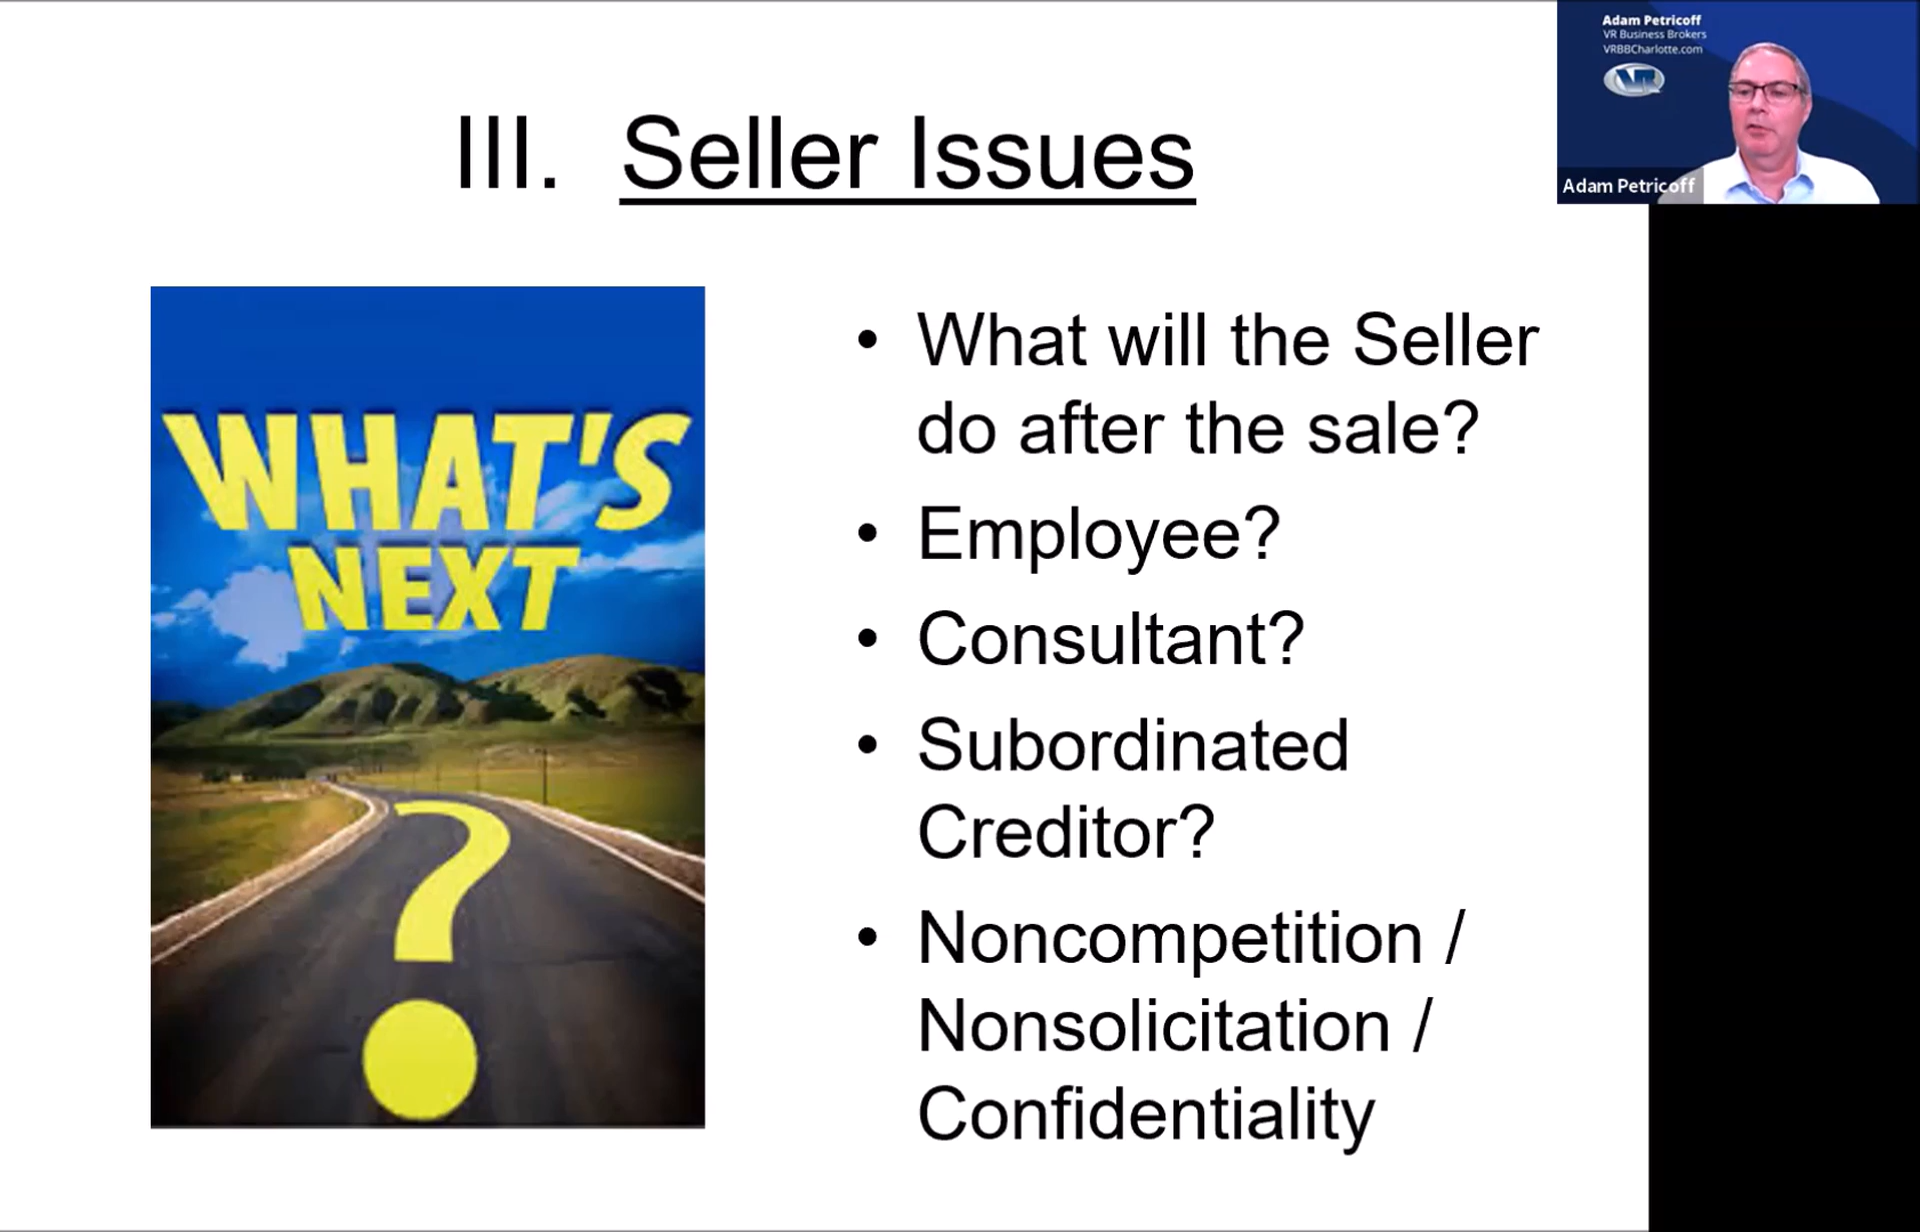 III. Seller Issues
WHAT'S
NEXT
?
• What will the Seller
do after the sale?
• Employee?
• Consultant?
• Subordinated
Creditor?
• Noncompetition /
Nonsolicitation /
Confidentiality
Adam Petricoff
VR Business Brokers
VRBBCharlotte.com
VR
Adam Petricoff